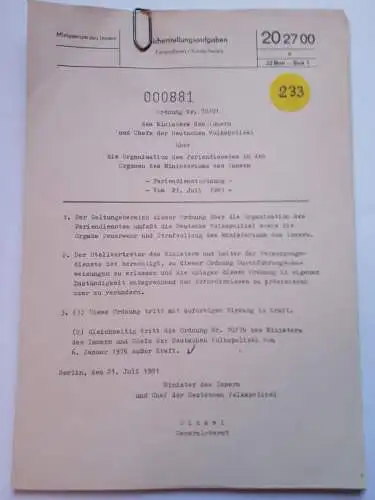 Ministerium des Innern
Sicherstellungsaufgaben
Feriendienst
20 27 00
000881
233
Ordnung Nr. 70/81
des Ministers des Innern
und Chefs der Deutschen Volkspolizei
über
die Organisation des Feriendienstes in den
Organen des Ministeriums des Innern
- Feriendienstordnung -
- Vom 21. Juli 1981 -
1. Der Geltungsbereich dieser Ordnung über die Organisation des
Feriendienstes umfaßt die Deutsche Volkspolizei sowie die
Organe Feuerwehr und Strafvollzug des Ministeriums des Innern.
2. Der Stellvertreter des Ministers und Leiter der Versorgungs-
dienste ist berechtigt, zu dieser Ordnung Durchführungsan-
weisungen zu erlassen und die Anlagen dieser Ordnung in eigener
Zuständigkeit entsprechend den Erfordernissen zu präzisieren
oder zu verändern.
3. (1) Diese Ordnung tritt mit sofortiger Wirkung in Kraft.
(2) Gleichzeitig tritt die Ordnung Nr. 70/76 des Ministers
des Innern und Chefs der Deutschen Volkspolizei vom
6. Januar 1976 außer Kraft.
Berlin, den 21. Juli 1981
Minister des Innern
und Chef der Deutschen Volkspolizei
D i c k e l
Generaloberst